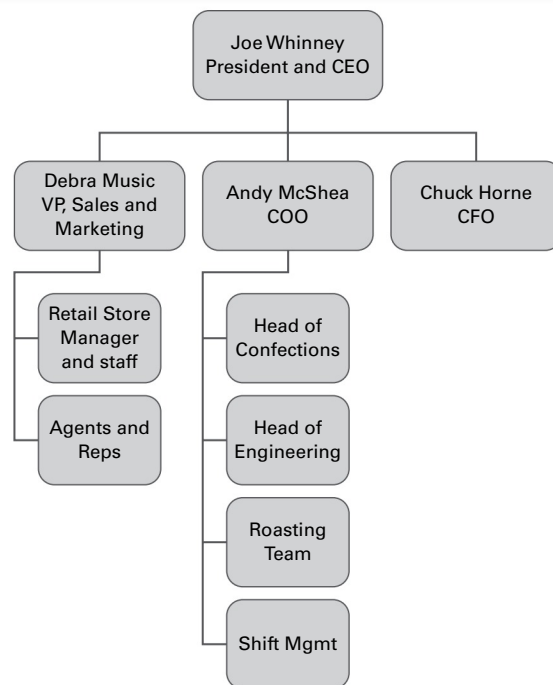 Joe Whinney
President and CEO
Debra Music
VP, Sales and
Marketing
Andy McShea
COO
Chuck Horne
CFO
Retail Store
Manager
and staff
Agents and
Reps
Head of
Confections
Head of
Engineering
Roasting
Team
Shift Mgmt